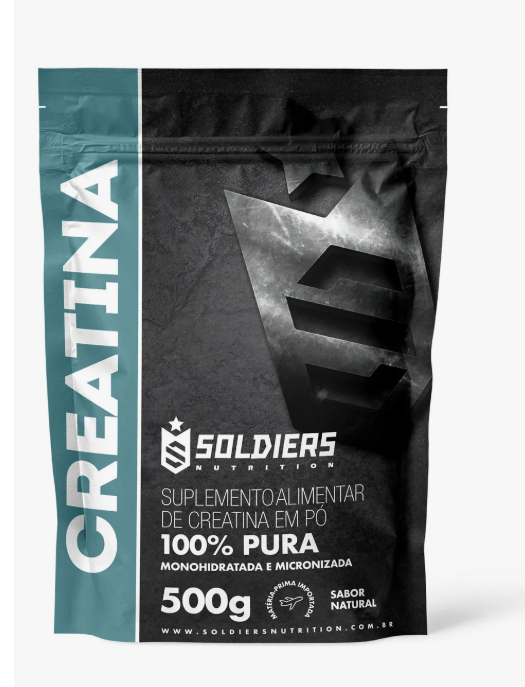 CREATINA
SOLDIERS
NUTRITION
SUPLEMENTO ALIMENTAR
DE CREATINA EM PÓ
100% PURA
MONOHIDRATADA E MICRONIZADA
500g
MATÉRIA-PRIMA IMPORTADA
SABOR
NATURAL
WWW.SOLDIERSNUTRITION.COM.BR